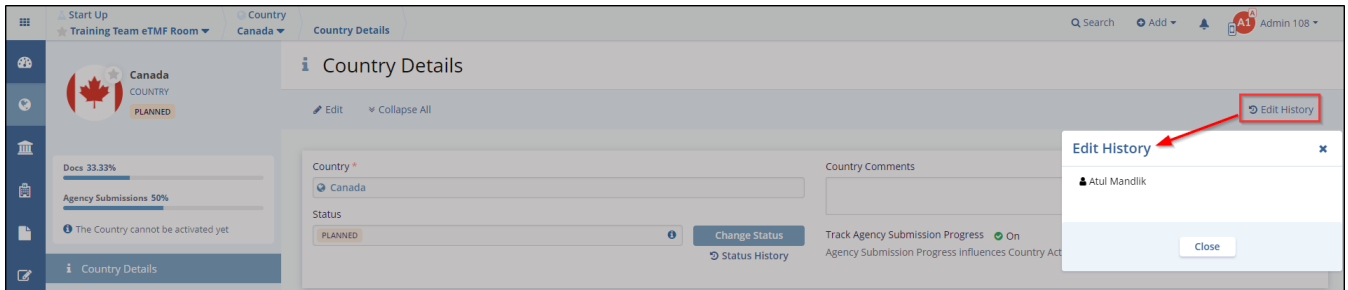 Start Up
Country
Training Team eTMF Room
Canada
Country Details
Search
Add
A
A1
Admin 108
Canada
COUNTRY
PLANNED
Country Details
Edit
Collapse All
Edit History
Docs 33.33%
Agency Submissions 50%
The Country cannot be activated yet
Country Details
Country *
Canada
Status
PLANNED
Change Status
Status History
Country Comments
Track Agency Submission Progress On
Agency Submission Progress influences Country Act
Edit History
Atul Mandlik
Close